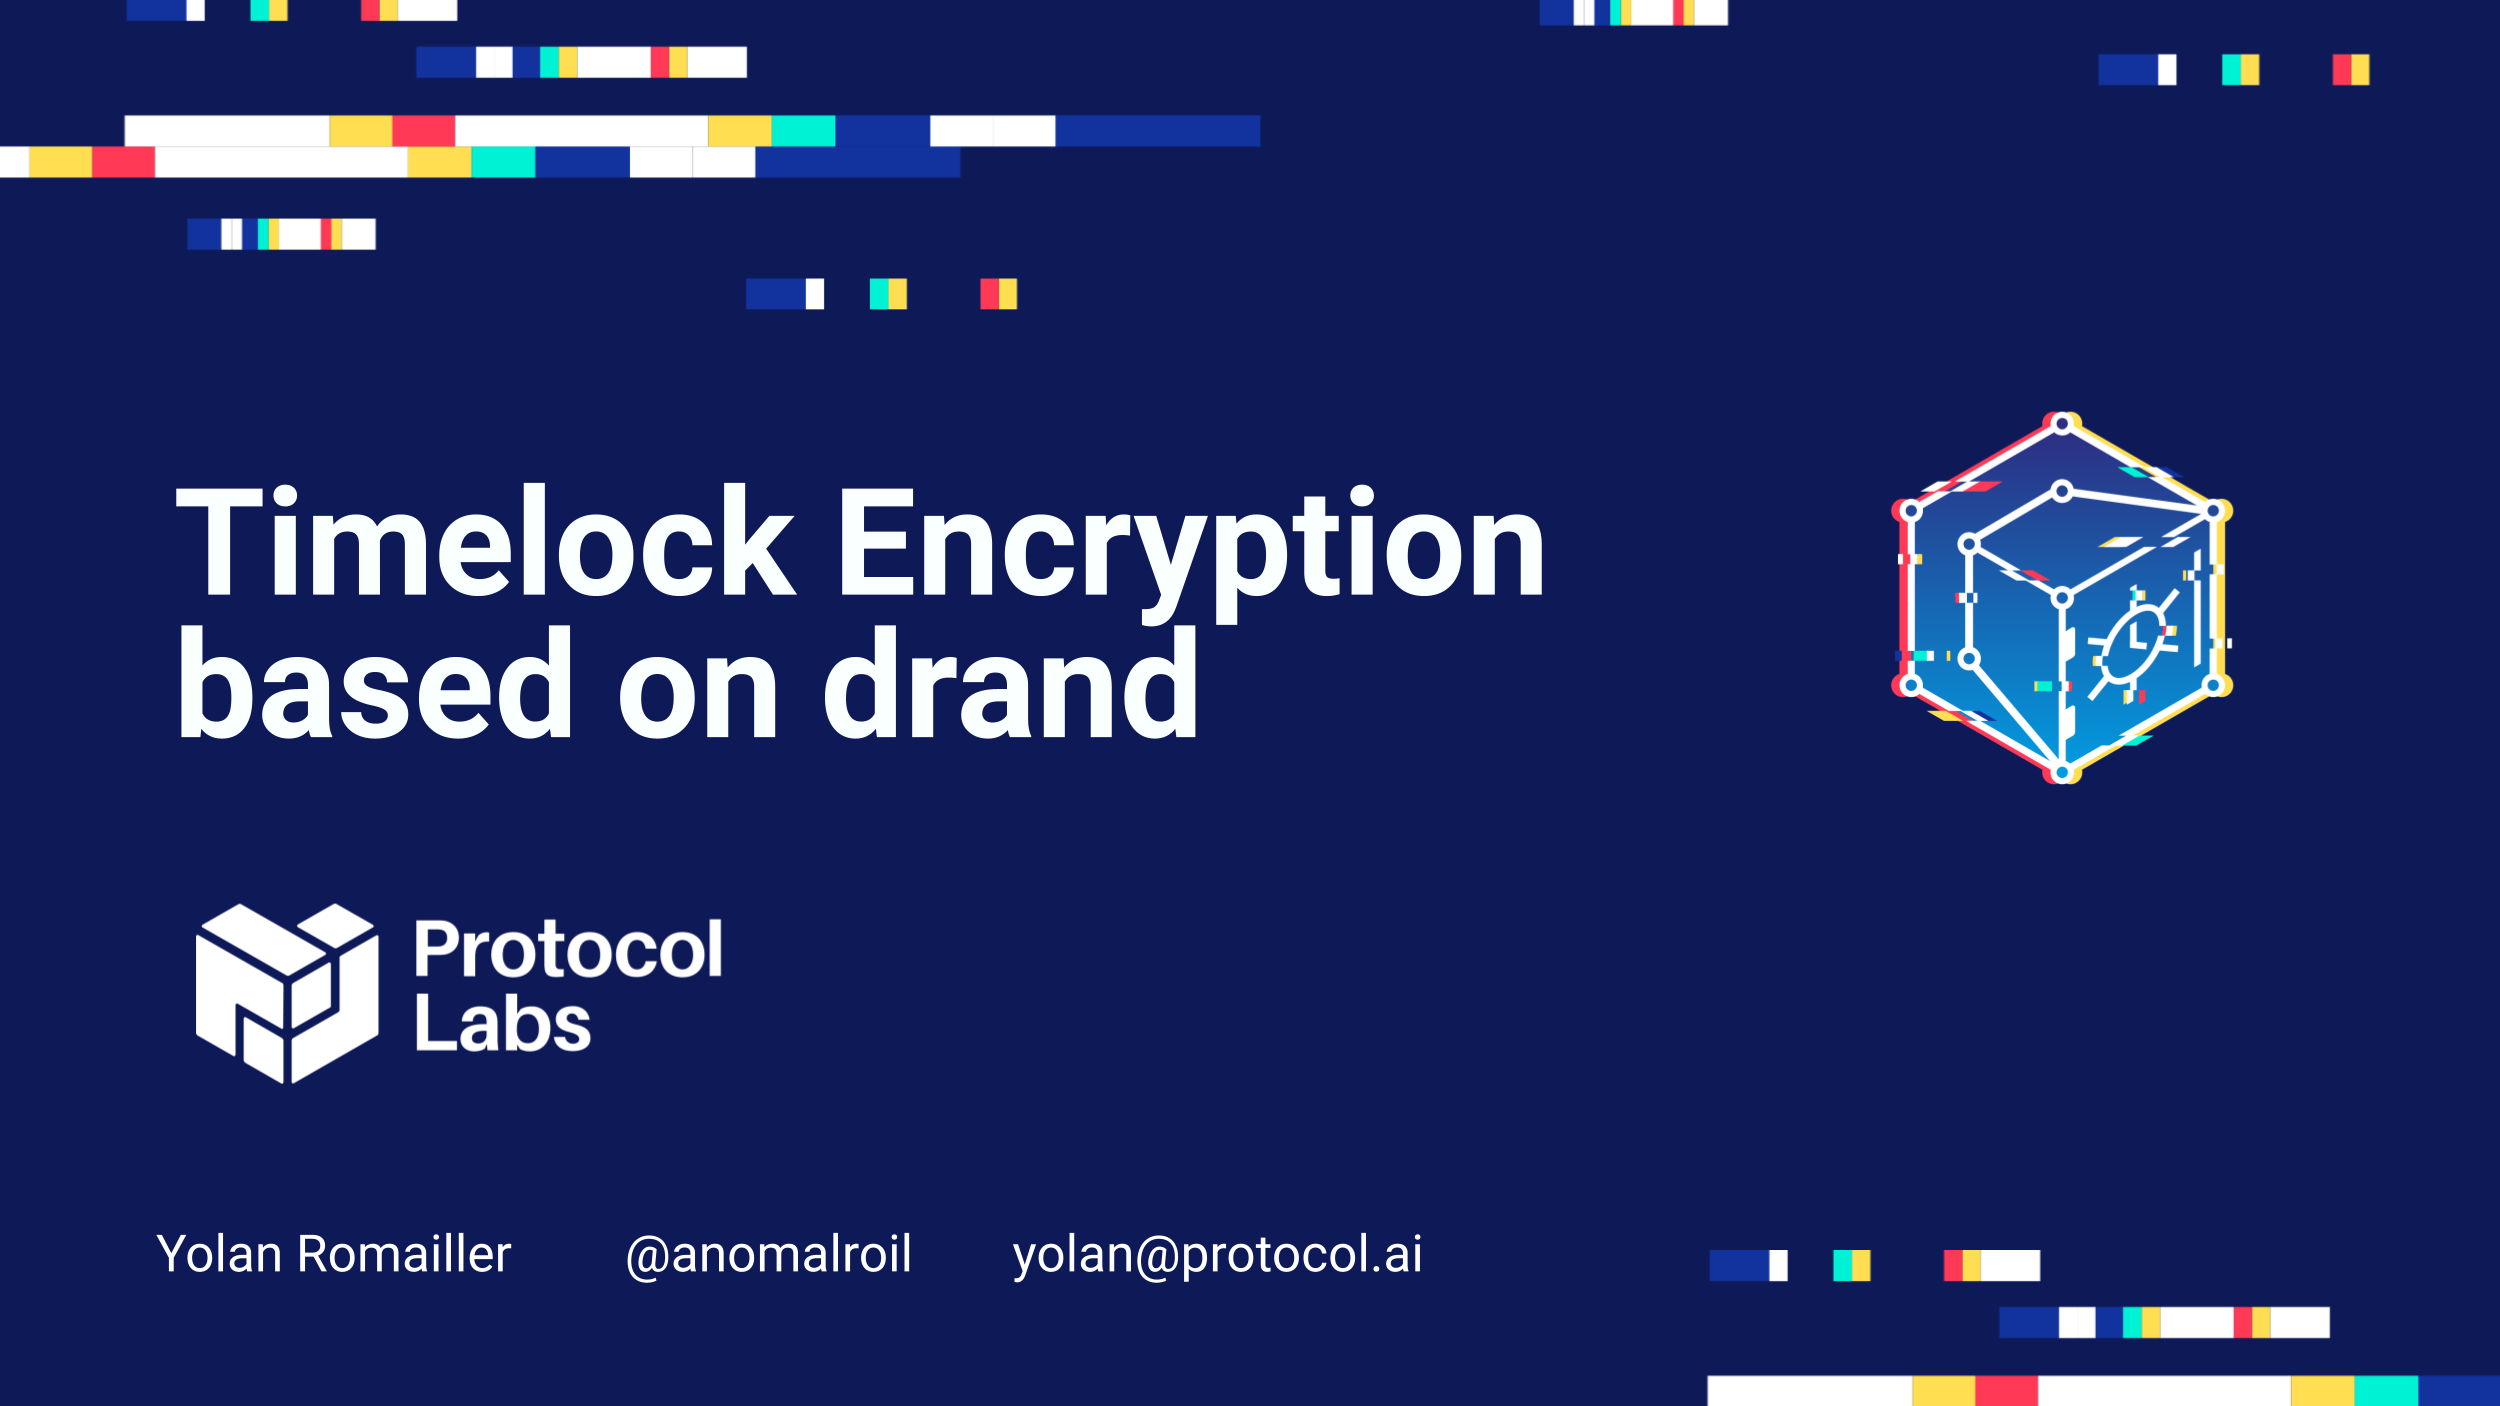 Timelock Encryption
based on drand
Protocol
Labs
Yolan Romailler
@anomalroil
yolan@protocol.ai